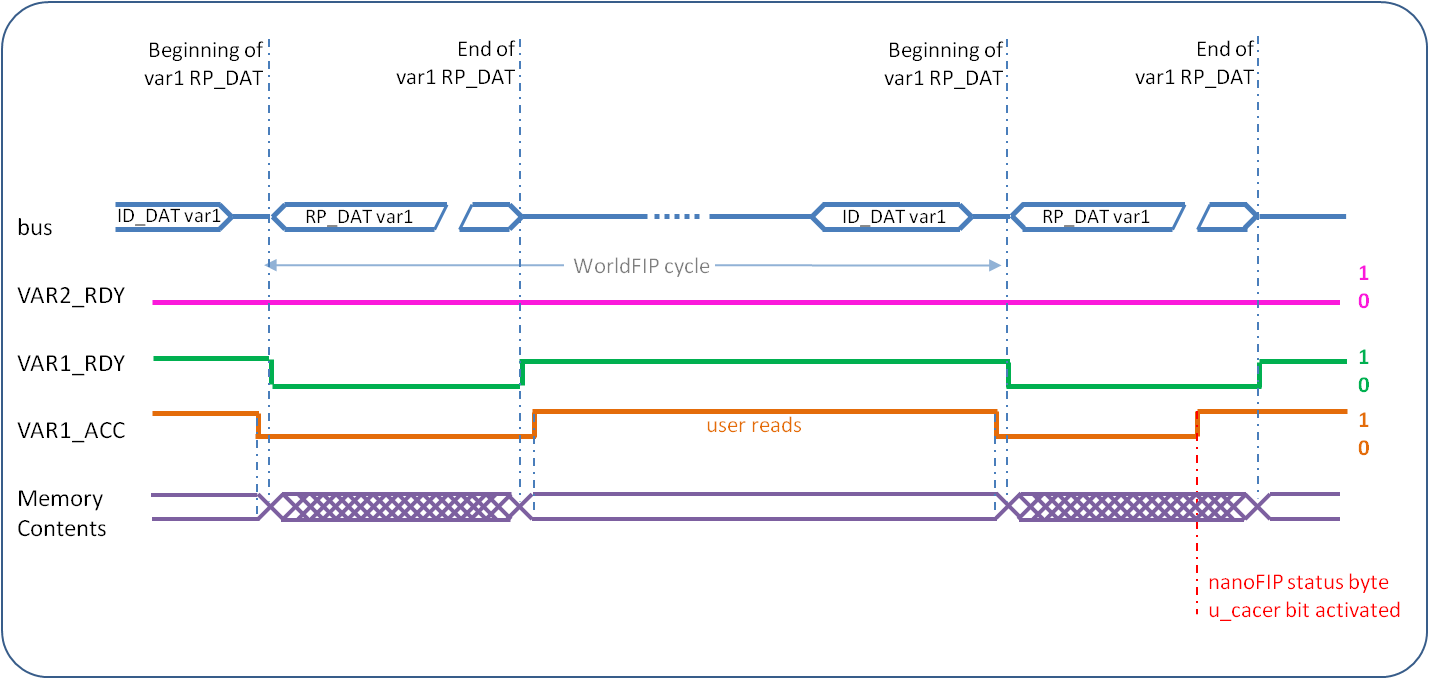 Beginning of
var1 RP_DAT
End of
var1 RP_DAT
Beginning of
var1 RP_DAT
End of
var1 RP_DAT
bus
ID_DAT var1
RP_DAT var1
ID_DAT var1
RP_DAT var1
WorldFIP cycle
VAR2_RDY
1
0
VAR1_RDY
1
0
VAR1_ACC
user reads
1
0
Memory
Contents
nanoFIP status byte
u_cacer bit activated